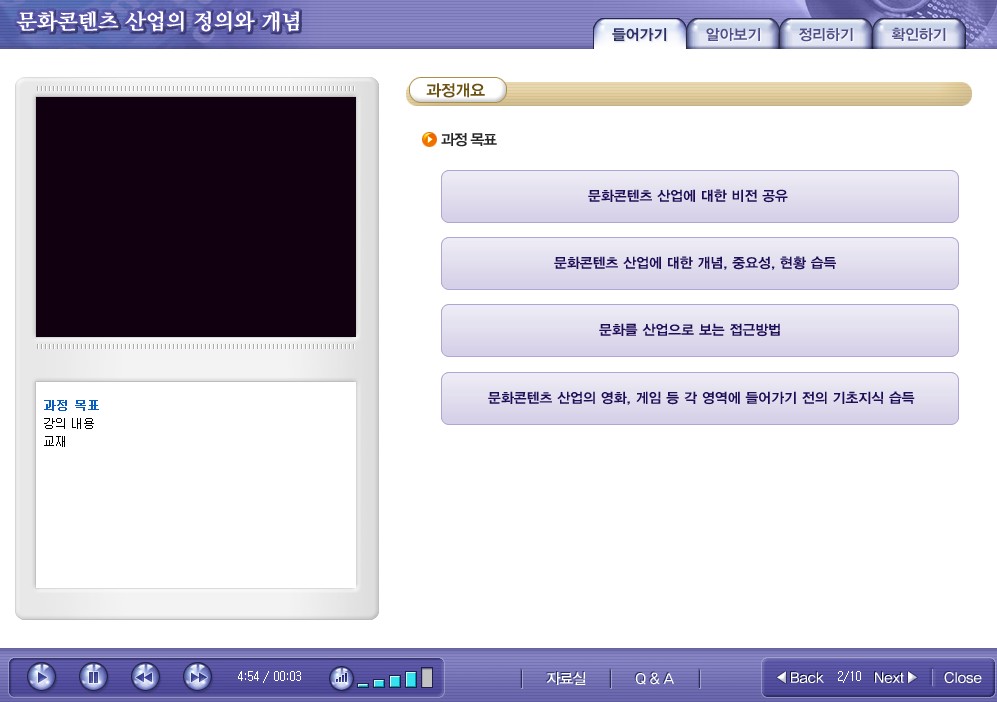 문화콘텐츠 산업의 정의와 개념
들어가기 알아보기 정리하기 확인하기
과정개요
과정 목표
문화콘텐츠 산업에 대한 비전 공유
문화콘텐츠 산업에 대한 개념, 중요성, 현황 습득
문화를 산업으로 보는 접근방법
문화콘텐츠 산업의 영화, 게임 등 각 영역에 들어가기 전의 기초지식 습득
과정 목표
강의 내용
교재
4:54 / 00:03
자료실 Q & A
Back 2/10 Next Close